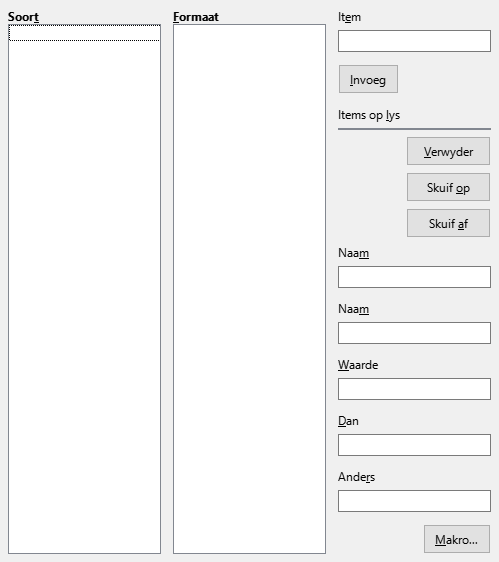 Soort
Formaat
Item
Invoeg
Items op lys
Verwyder
Skuif op
Skuif af
Naam
Naam
Waarde
Dan
Anders
Makro...